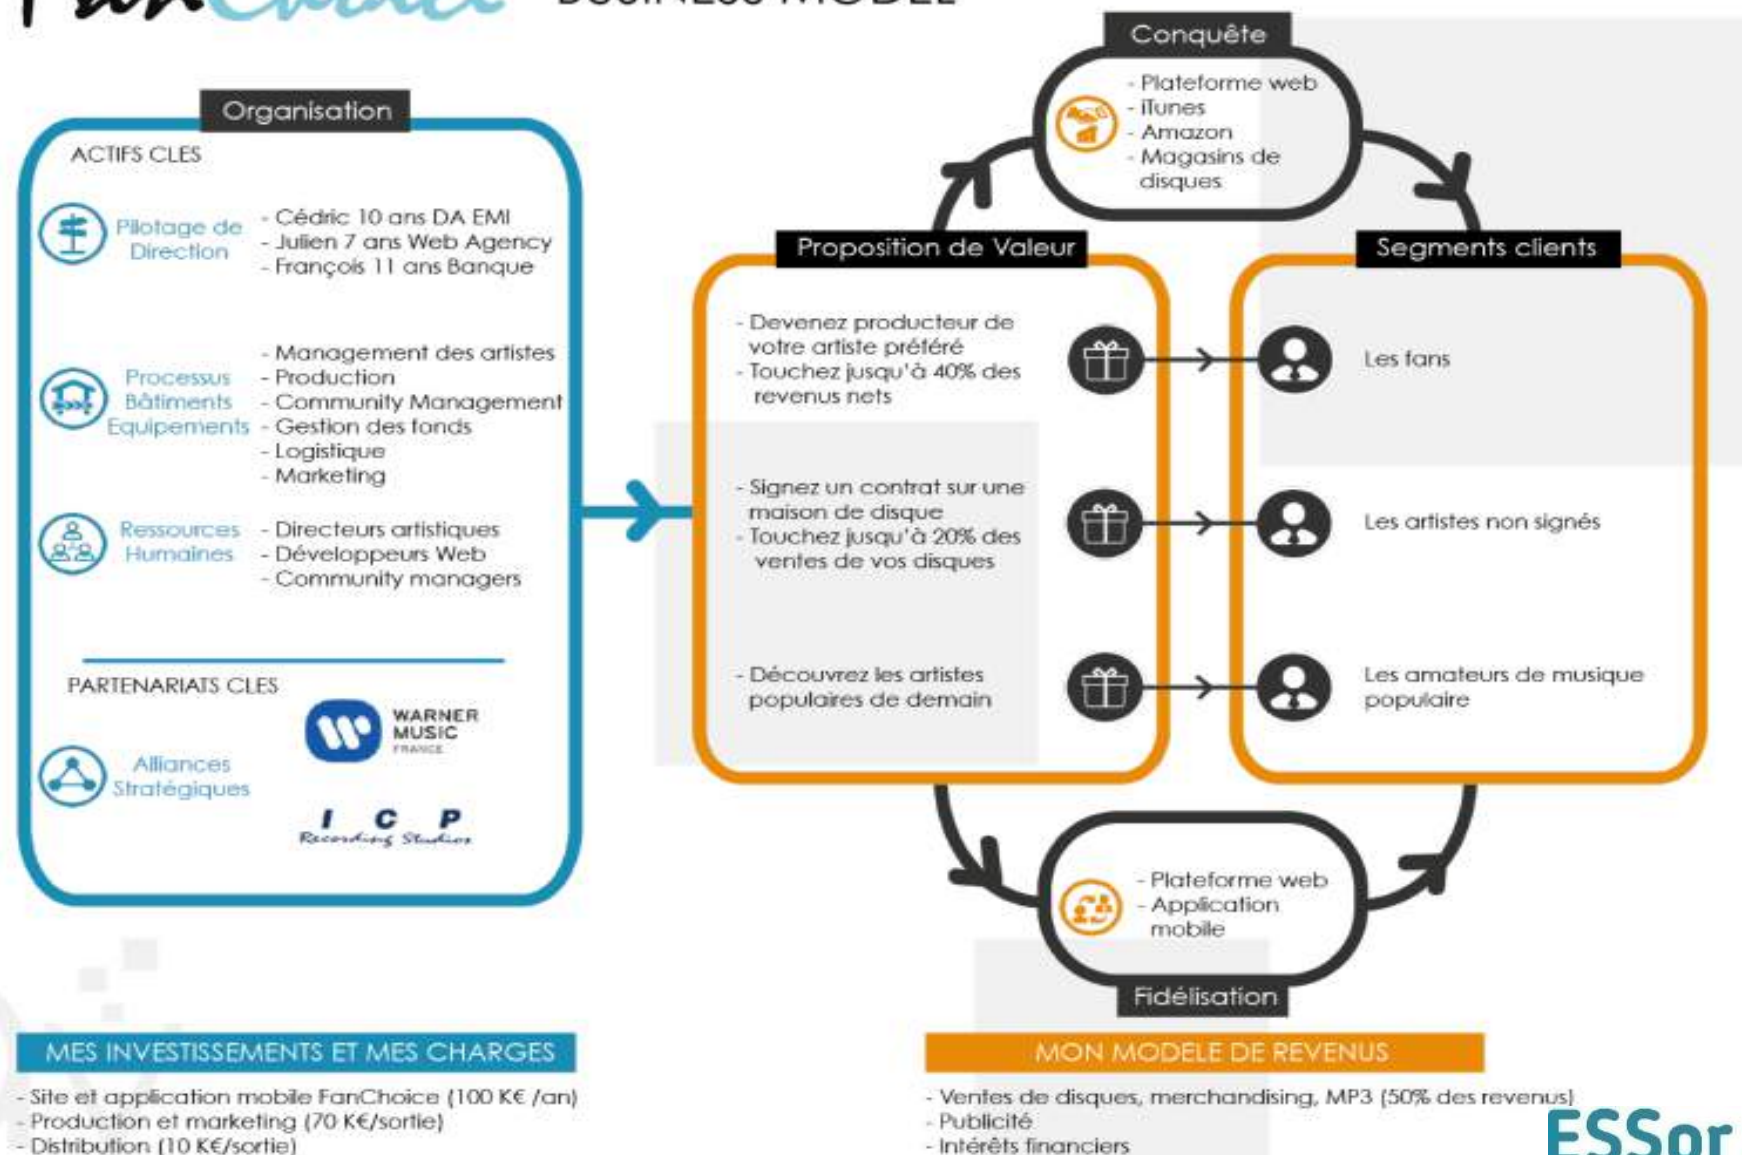 FanChoice BUSINESS MODEL
Organisation
ACTIFS CLES
Pilotage de
Direction
- Cédric 10 ans DA EMI
- Julien 7 ans Web Agency
- François 11 ans Banque
Processus
Bâtiments
Equipements
- Management des artistes
- Production
- Community Management
- Gestion des fonds
- Logistique
- Marketing
Ressources
Humaines
- Directeurs artistiques
- Développeurs Web
- Community managers
PARTENARIATS CLES
Alliances
Stratégiques
WARNER
MUSIC
FRANCE
I C P
Recording Studios
Proposition de Valeur
- Devenez producteur de
votre artiste préféré
- Touchez jusqu'à 40% des
revenus nets
- Signez un contrat sur une
maison de disque
- Touchez jusqu'à 20% des
ventes de vos disques
- Découvrez les artistes
populaires de demain
Conquête
- Plateforme web
- iTunes
- Amazon
- Magasins de
disques
Segments clients
Les fans
Les artistes non signés
Les amateurs de musique
populaire
- Plateforme web
- Application
mobile
Fidélisation
MES INVESTISSEMENTS ET MES CHARGES
- Site et application mobile FanChoice (100 K€ /an)
- Production et marketing (70 K€/sortie)
- Distribution (10 K€/sortie)
MON MODELE DE REVENUS
- Ventes de disques, merchandising, MP3 (50% des revenus)
- Publicité
- Intérêts financiers
ESSor